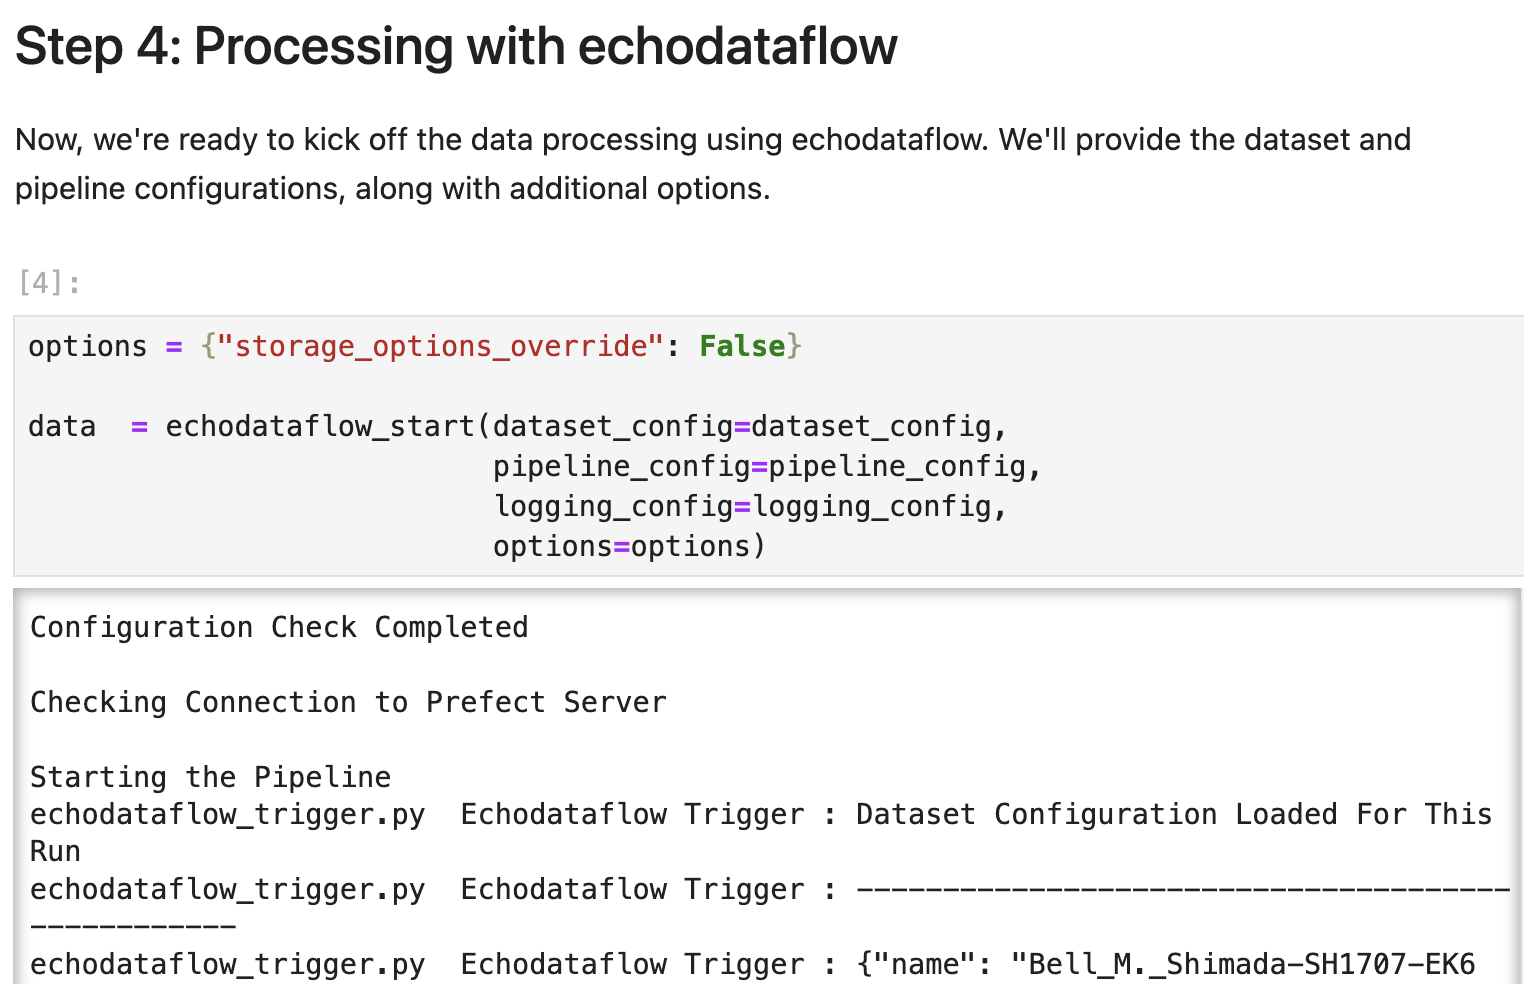 Step 4: Processing with echodataflow
Now, we're ready to kick off the data processing using echodataflow. We'll provide the dataset and
pipeline configurations, along with additional options.
[4]:
options = {"storage_options_override": False}
data  = echodataflow_start(dataset_config=dataset_config,
                           pipeline_config=pipeline_config,
                           logging_config=logging_config,
                           options=options)
Configuration Check Completed
Checking Connection to Prefect Server
Starting the Pipeline
echodataflow_trigger.py  Echodataflow Trigger : Dataset Configuration Loaded For This
Run
echodataflow_trigger.py  Echodataflow Trigger : --------------------------------------
------------
echodataflow_trigger.py  Echodataflow Trigger : {"name": "Bell_M._Shimada-SH1707-EK6